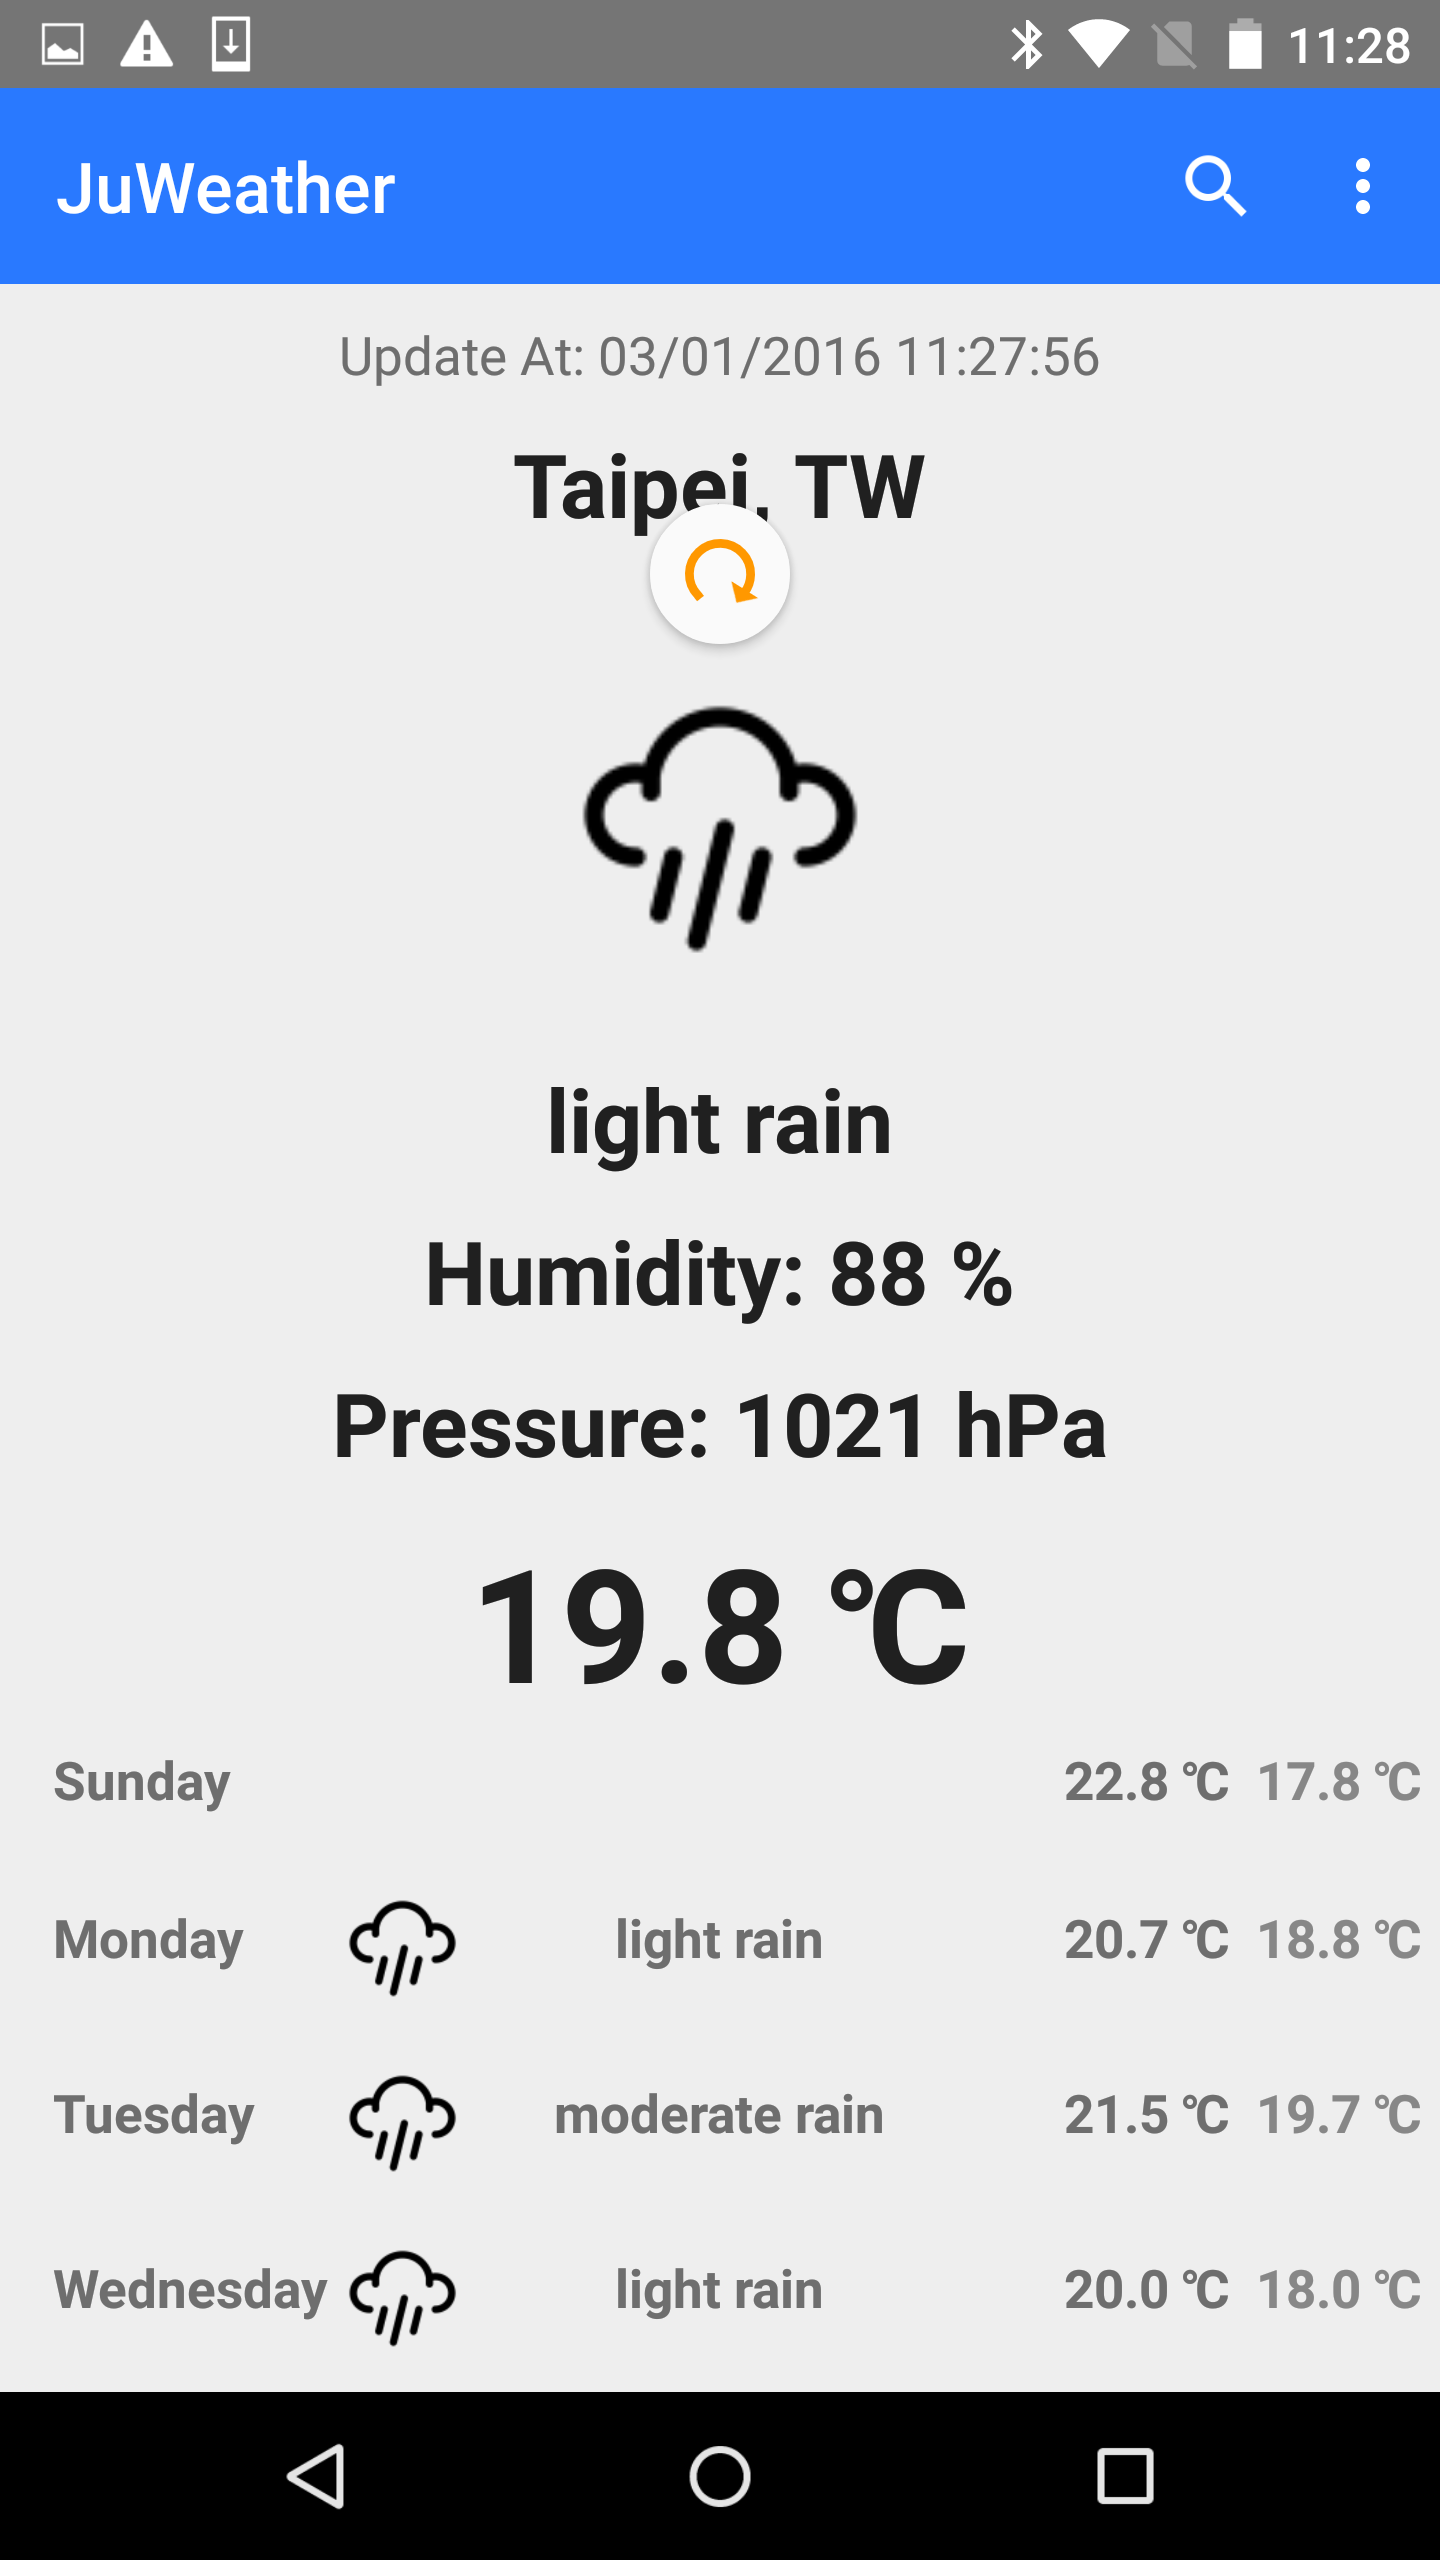 11:28
JuWeather
Update At: 03/01/2016 11:27:56
Taipei, TW
light rain
Humidity: 88 %
Pressure: 1021 hPa
19.8 ℃
Sunday 22.8 ℃ 17.8 ℃
Monday light rain 20.7 ℃ 18.8 ℃
Tuesday moderate rain 21.5 ℃ 19.7 ℃
Wednesday light rain 20.0 ℃ 18.0 ℃